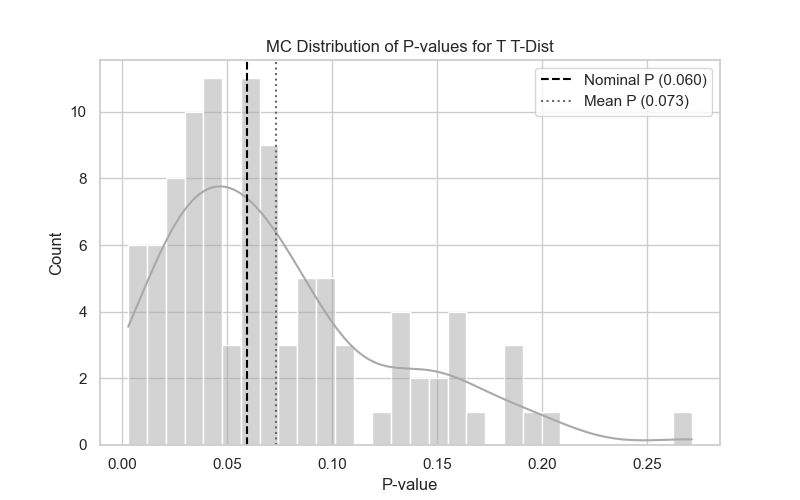 MC Distribution of P-values for T T-Dist
Nominal P (0.060)
Mean P (0.073)
Count
10
8
6
4
2
0
0.00 0.05 0.10 0.15 0.20 0.25
P-value